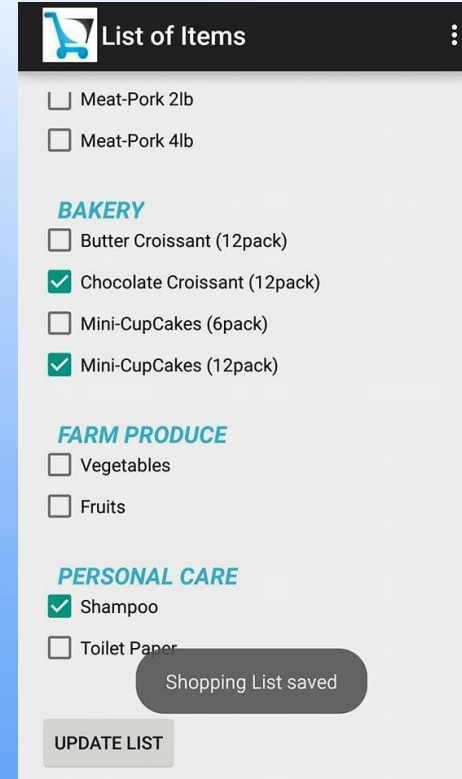 List of Items
Meat-Pork 2lb
Meat-Pork 4lb
BAKERY
Butter Croissant (12pack)
Chocolate Croissant (12pack)
Mini-CupCakes (6pack)
Mini-CupCakes (12pack)
FARM PRODUCE
Vegetables
Fruits
PERSONAL CARE
Shampoo
Toilet Paper
Shopping List saved
UPDATE LIST